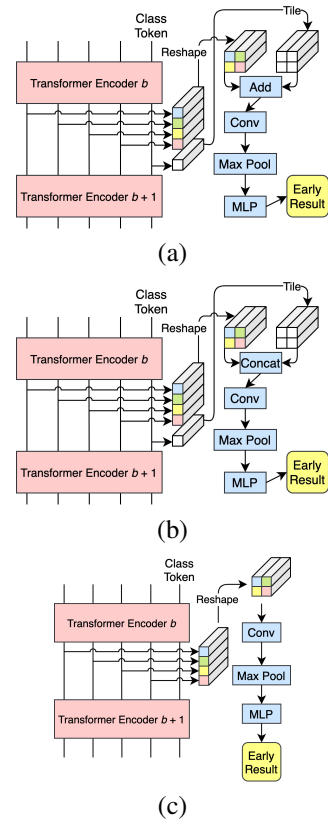 Class
Token
Tile
Reshape
Transformer Encoder b
Add
Conv
Max Pool
Transformer Encoder b + 1
MLP
Early
Result
(a)
Class
Token
Tile
Reshape
Transformer Encoder b
Concat
Conv
Max Pool
Transformer Encoder b + 1
MLP
Early
Result
(b)
Class
Token
Reshape
Transformer Encoder b
Conv
Max Pool
Transformer Encoder b + 1
MLP
Early
Result
(c)